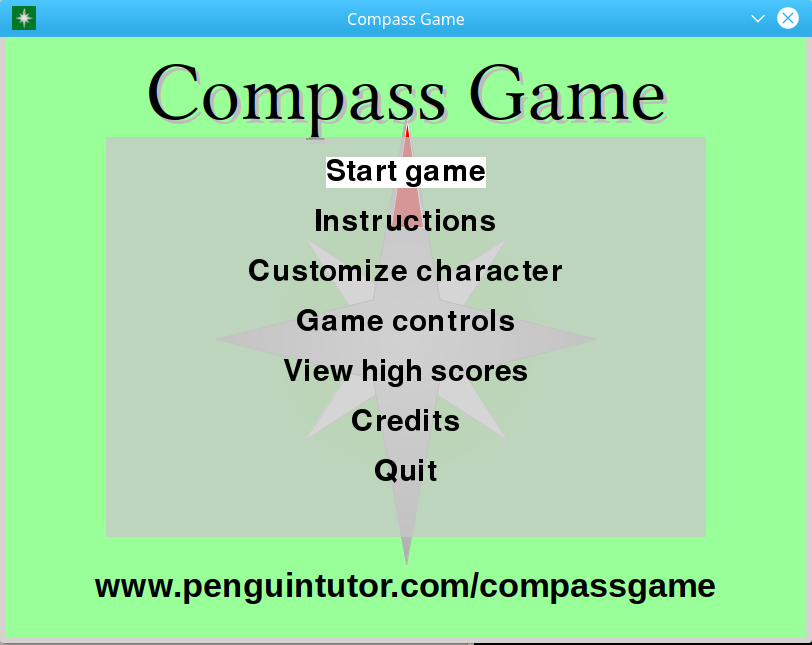 Compass Game
Compass Game
Start game
Instructions
Customize character
Game controls
View high scores
Credits
Quit
www.penguintutor.com/compassgame